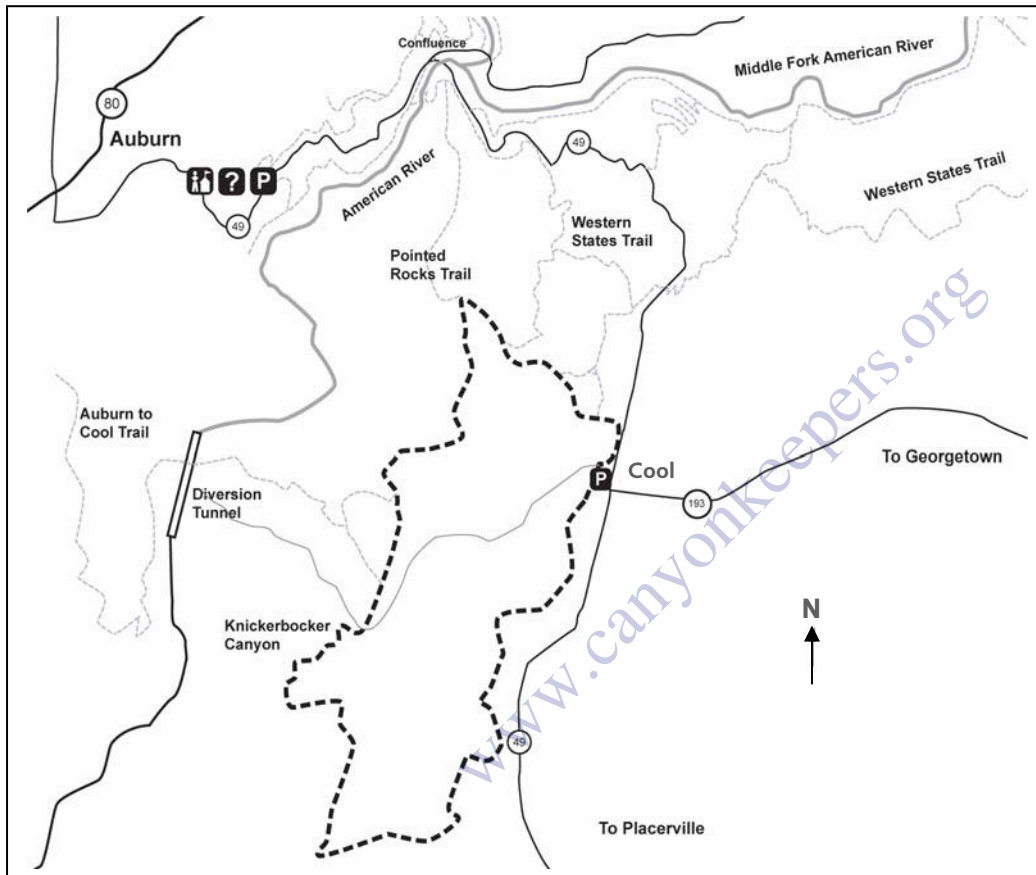 Confluence
Middle Fork American River
80
Auburn
?
P
49
American River
49
Western States Trail
Western
States Trail
Pointed
Rocks Trail
Auburn to
Cool Trail
Diversion
Tunnel
P
Cool
To Georgetown
193
Knickerbocker
Canyon
N
www.canyonkeepers.org
49
To Placerville